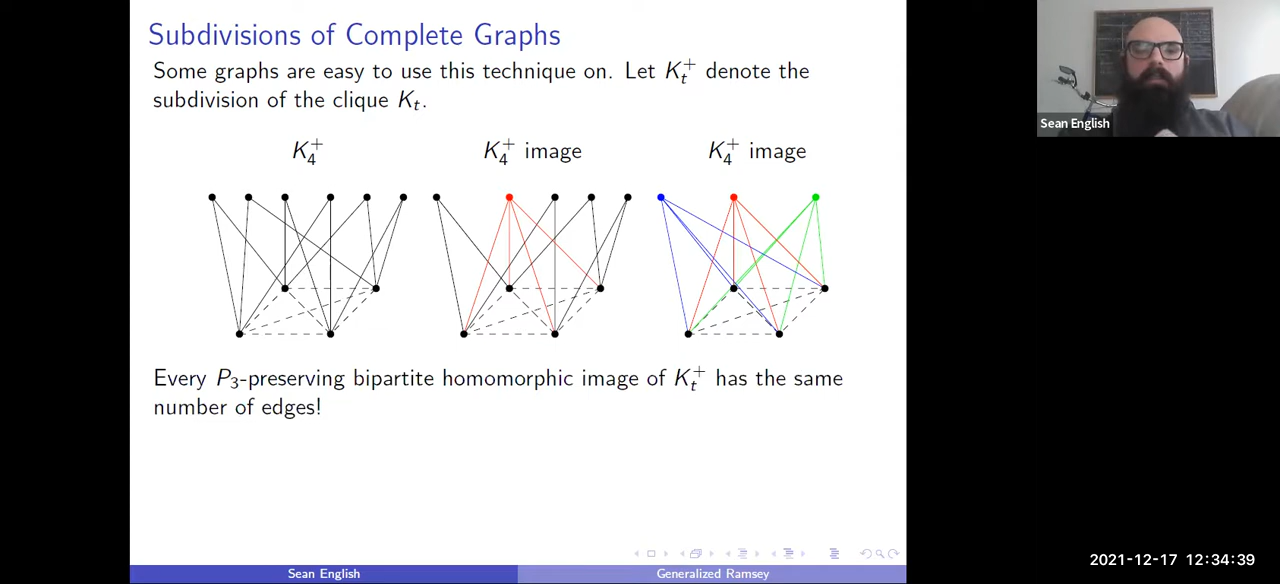 Subdivisions of Complete Graphs
Some graphs are easy to use this technique on. Let K_t^+ denote the
subdivision of the clique K_t.
K_4^+
K_4^+ image
K_4^+ image
Every P_3-preserving bipartite homomorphic image of K_t^+ has the same
number of edges!
Sean English
Generalized Ramsey
Sean English
2021-12-17 12:34:39